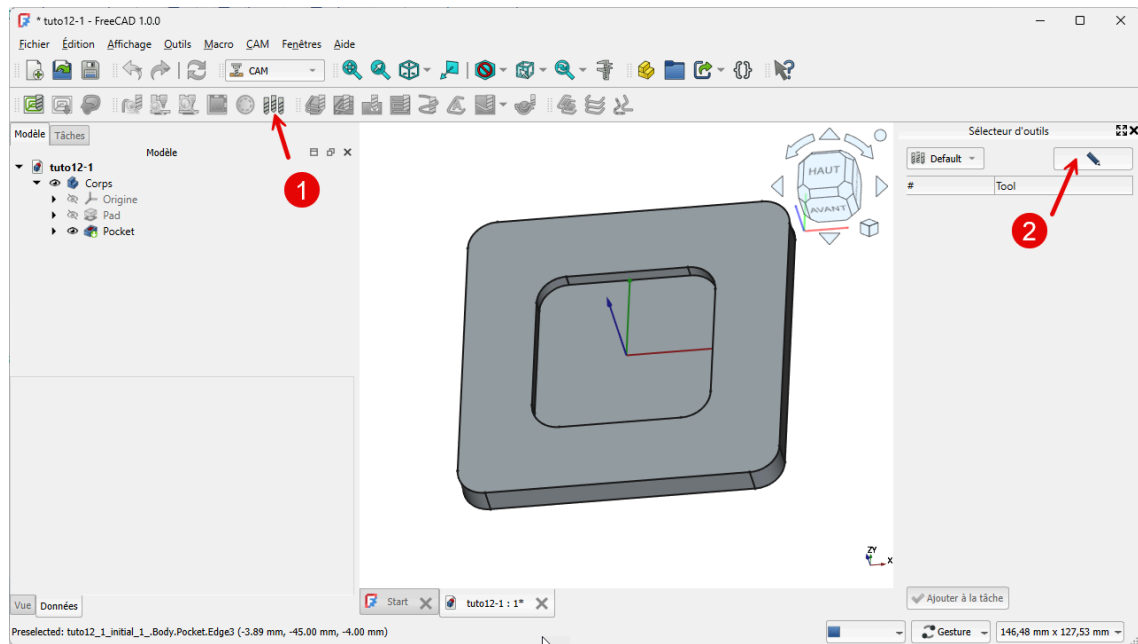 * tuto12-1 - FreeCAD 1.0.0
Fichier Édition Affichage Outils Macro CAM Fenêtres Aide
CAM
Modèle Tâches
Modèle
tuto12-1
Corps
Origine
Pad
Pocket
1
HAUT
AVANT
Sélecteur d'outils
Default
# Tool
2
ZY
X
Start
tuto12-1 : 1*
Ajouter à la tâche
Vue Données
Preselected: tuto12_1_initial_1_.Body.Pocket.Edge3 (-3.89 mm, -45.00 mm, -4.00 mm)
Gesture
146,48 mm x 127,53 mm